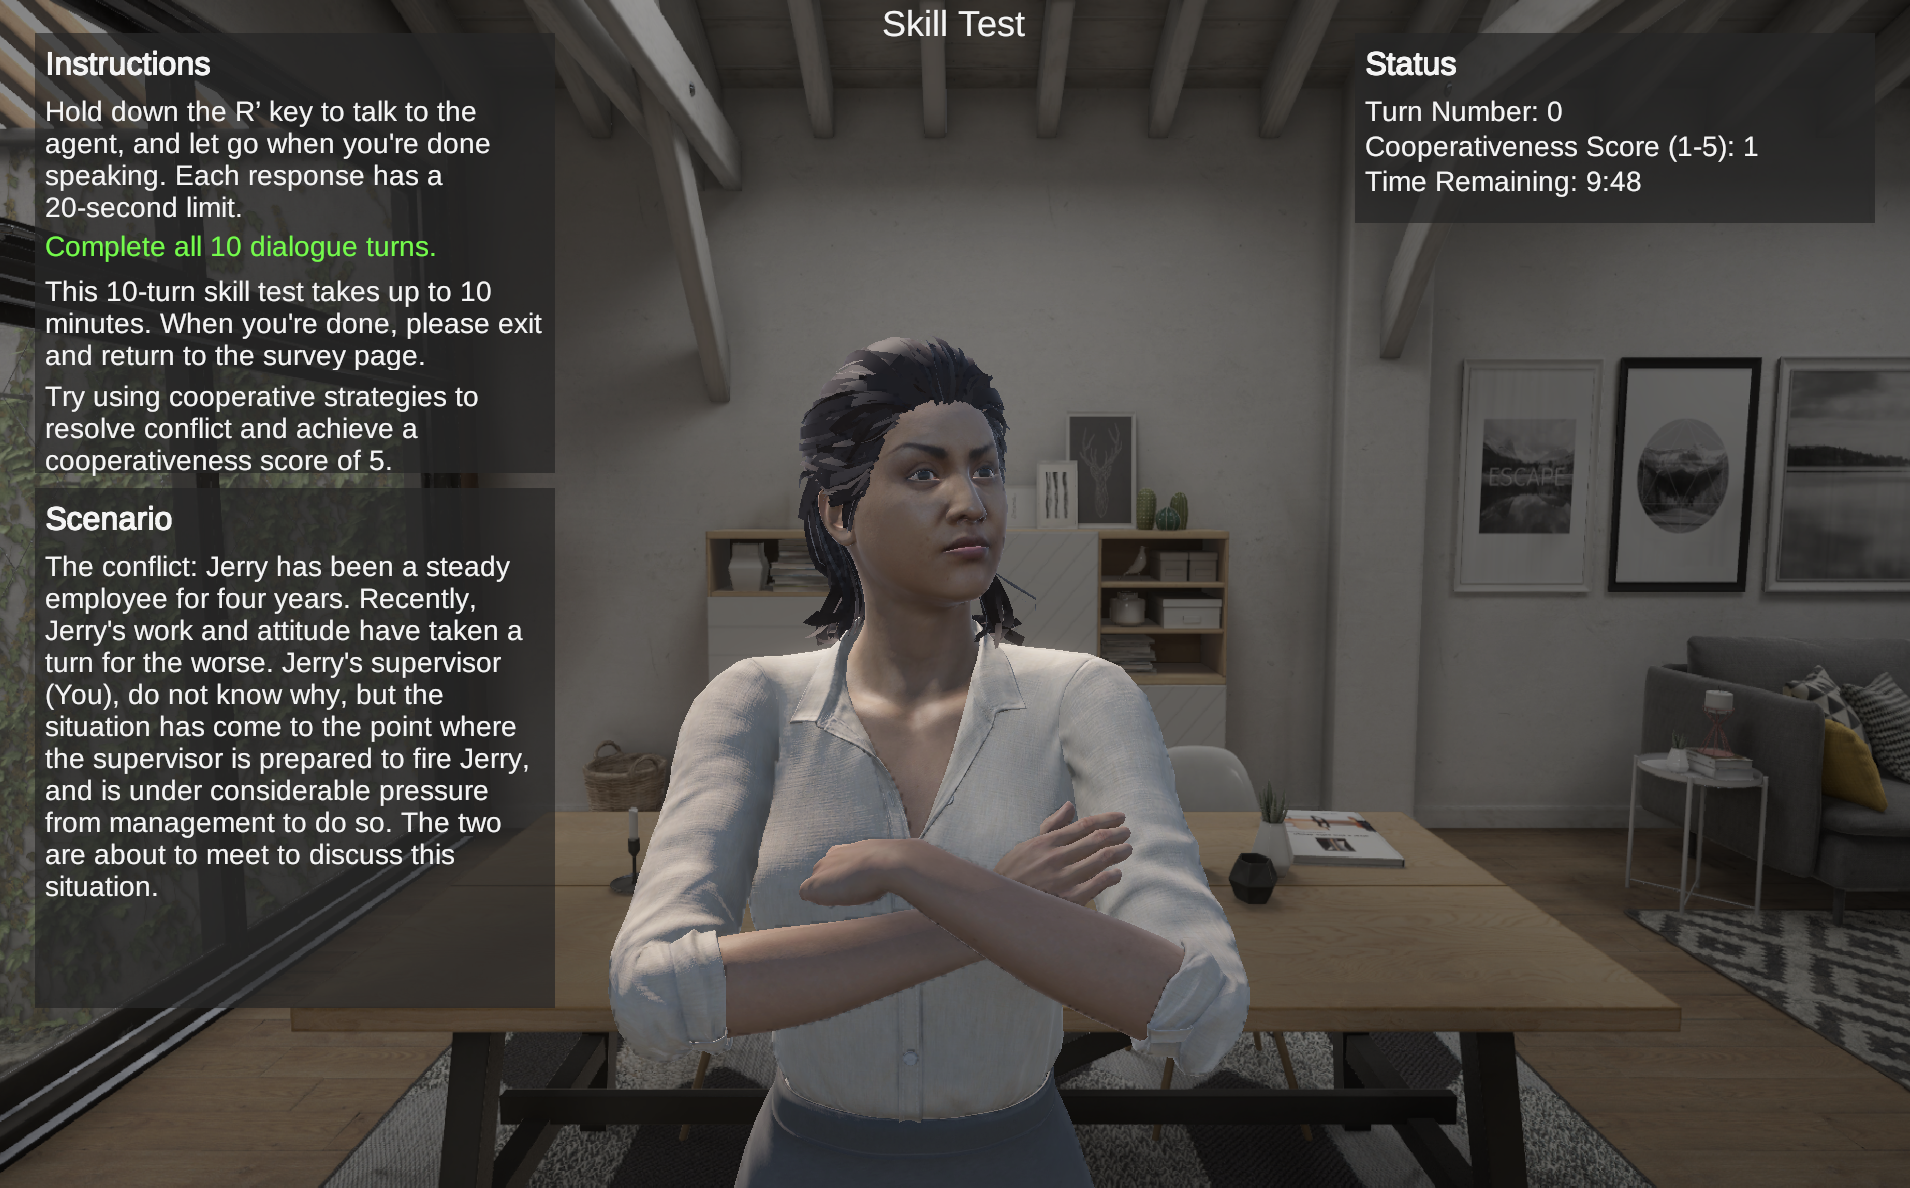 Skill Test
Instructions
Hold down the R’ key to talk to the
agent, and let go when you're done
speaking. Each response has a
20-second limit.
Complete all 10 dialogue turns.
This 10-turn skill test takes up to 10
minutes. When you're done, please exit
and return to the survey page.
Try using cooperative strategies to
resolve conflict and achieve a
cooperativeness score of 5.
Scenario
The conflict: Jerry has been a steady
employee for four years. Recently,
Jerry's work and attitude have taken a
turn for the worse. Jerry's supervisor
(You), do not know why, but the
situation has come to the point where
the supervisor is prepared to fire Jerry,
and is under considerable pressure
from management to do so. The two
are about to meet to discuss this
situation.
Status
Turn Number: 0
Cooperativeness Score (1-5): 1
Time Remaining: 9:48
ESCAPE